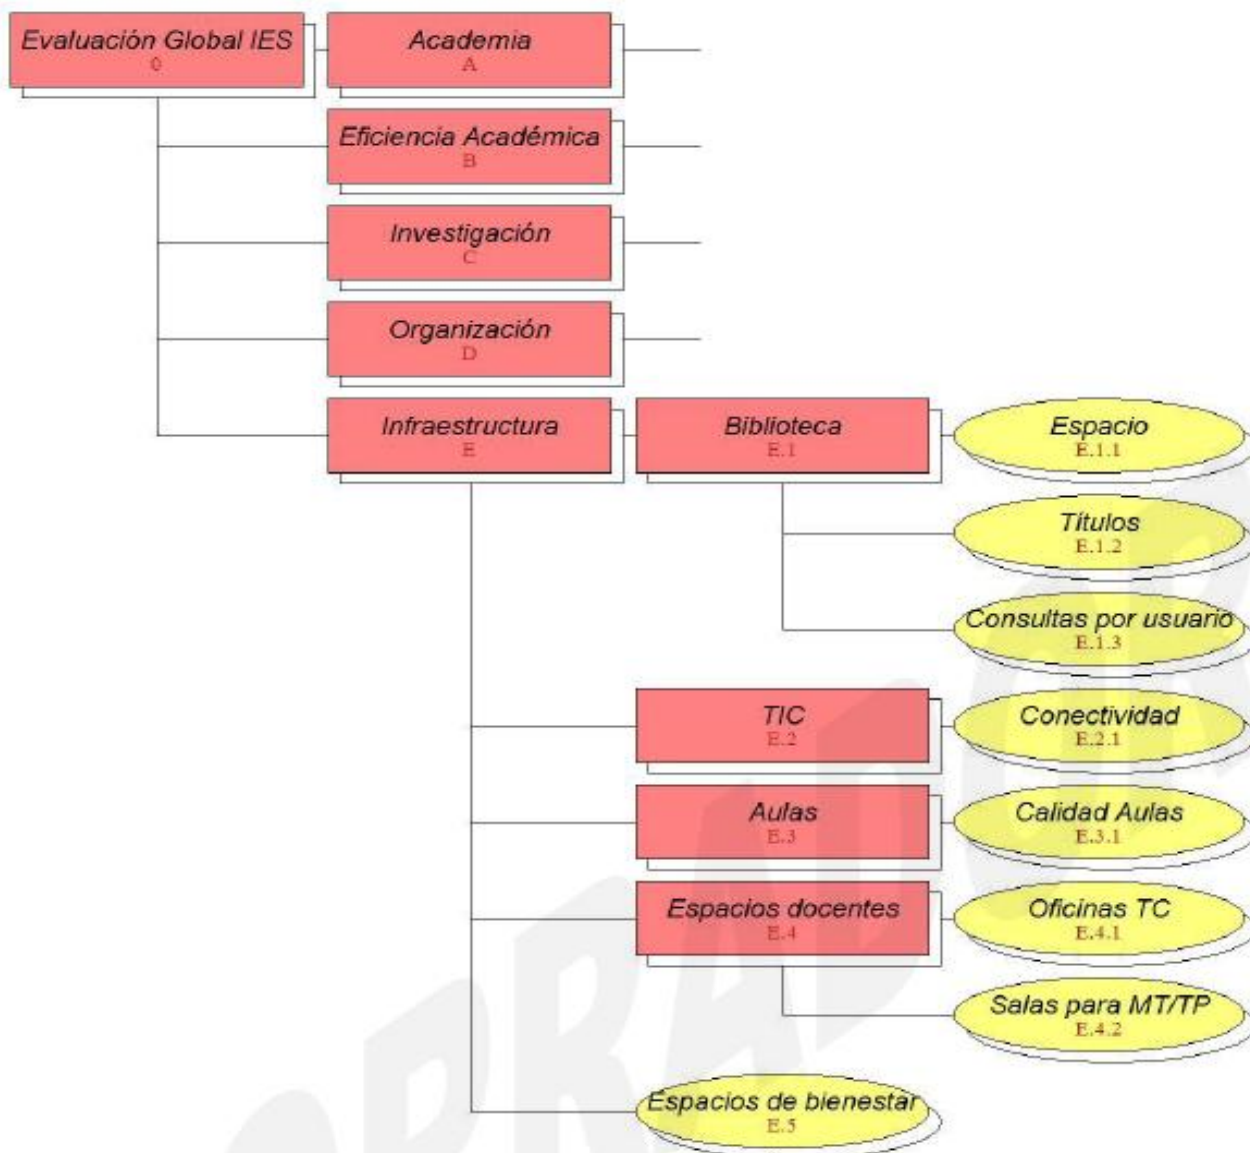 Evaluación Global IES
0
Academia
A
Eficiencia Académica
B
Investigación
C
Organización
D
Infraestructura
E
Biblioteca
E.1
Espacio
E.1.1
Títulos
E.1.2
Consultas por usuario
E.1.3
TIC
E.2
Conectividad
E.2.1
Aulas
E.3
Calidad Aulas
E.3.1
Espacios docentes
E.4
Oficinas TC
E.4.1
Salas para MT/TP
E.4.2
Espacios de bienestar
E.5